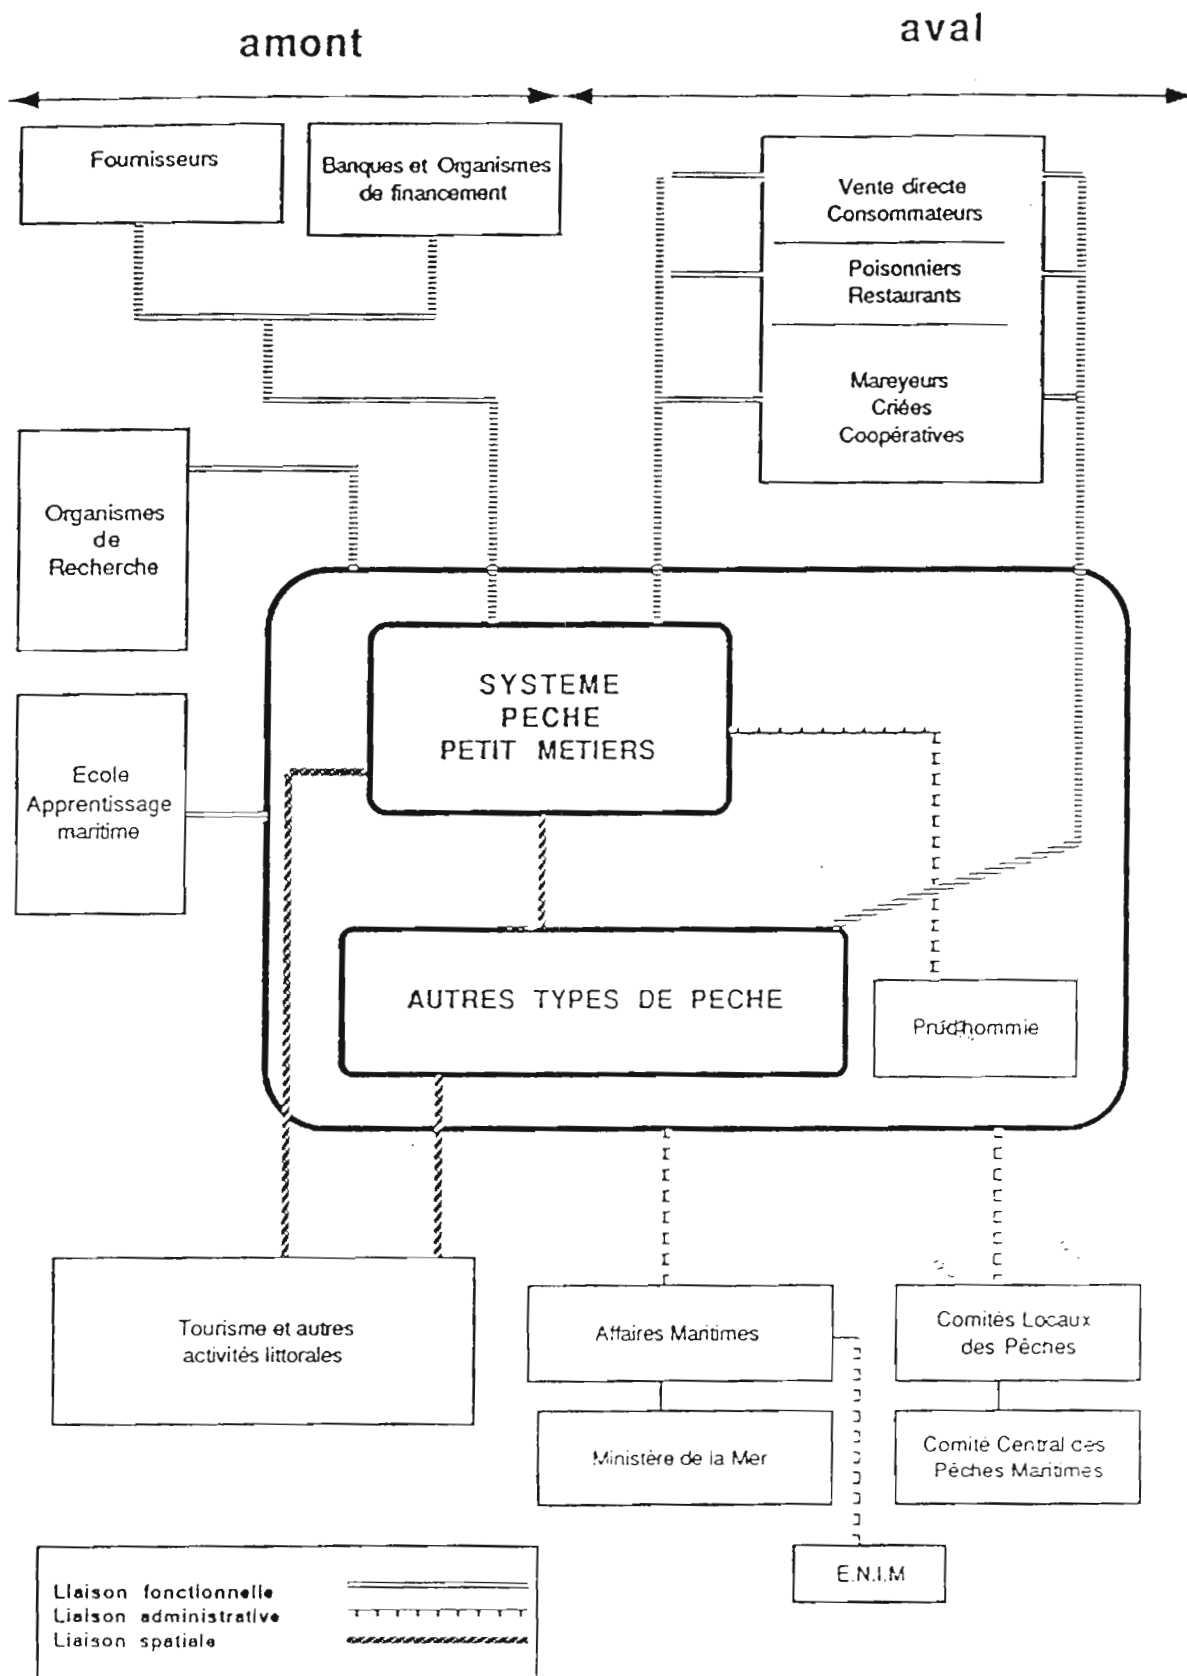 amont
aval
Fournisseurs
Banques et Organismes
de financement
Vente directe
Consommateurs
Poisonniers
Restaurants
Mareyeurs
Criées
Coopératives
Organismes
de
Recherche
Ecole
Apprentissage
maritime
SYSTEME
PECHE
PETIT METIERS
AUTRES TYPES DE PECHE
Prud'hommie
Tourisme et autres
activités littorales
Affaires Maritimes
Ministère de la Mer
Comités Locaux
des Pêches
Comité Central des
Pêches Maritimes
E.N.I.M
Liaison fonctionnelle
Liaison administrative
Liaison spatiale